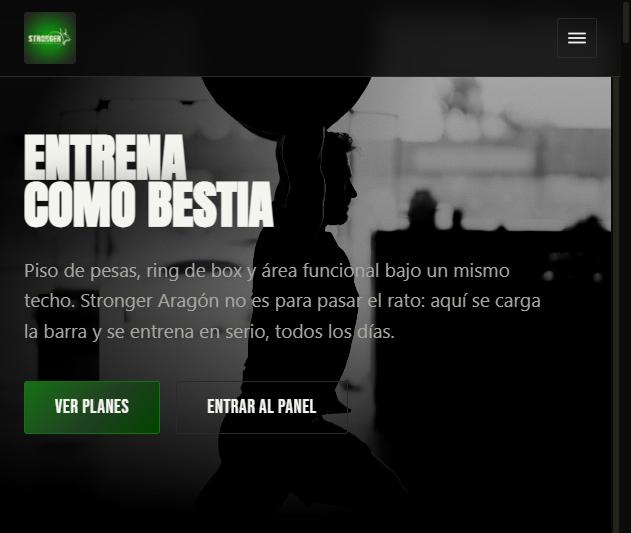 STRONGER
ENTRENA
COMO BESTIA
Piso de pesas, ring de box y área funcional bajo un mismo
techo. Stronger Aragón no es para pasar el rato: aquí se carga
la barra y se entrena en serio, todos los días.
VER PLANES
ENTRAR AL PANEL